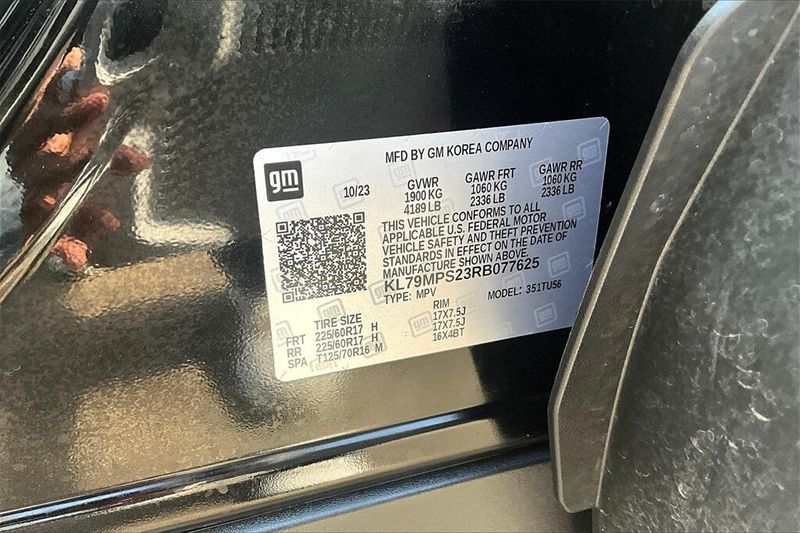 gm
MFD BY GM KOREA COMPANY
10/23
GVWR
1900 KG
4189 LB
GAWR FRT
1060 KG
2336 LB
GAWR RR
1060 KG
2336 LB
THIS VEHICLE CONFORMS TO ALL
APPLICABLE U.S. FEDERAL MOTOR
VEHICLE SAFETY AND THEFT PREVENTION
STANDARDS IN EFFECT ON THE DATE OF
MANUFACTURE SHOWN ABOVE.
KL79MPS23RB077625
TYPE: MPV MODEL: 351TU56
TIRE SIZE RIM
FRT 225/60R17 H 17X7.5J
RR 225/60R17 H 17X7.5J
SPA T125/70R16 M 16X4BT